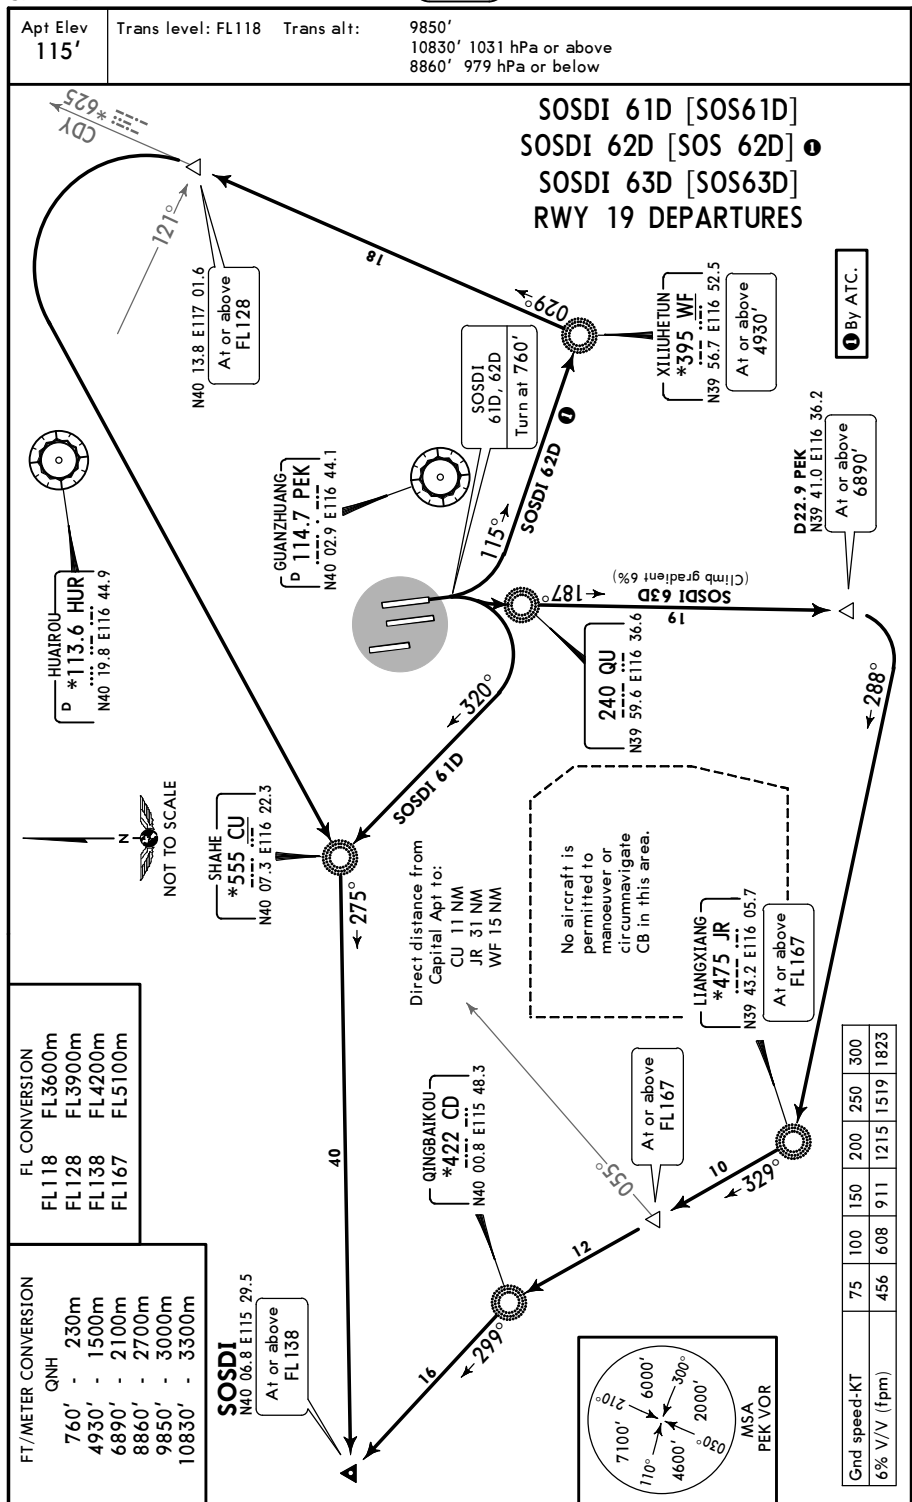 Apt Elev
115'
Trans level: FL118 Trans alt: 9850'
10830' 1031 hPa or above
8860' 979 hPa or below
SOSDI 61D [SOS61D]
SOSDI 62D [SOS 62D] ❶
SOSDI 63D [SOS63D]
RWY 19 DEPARTURES
❶ By ATC.
CDY
*625
121°
N40 13.8 E117 01.6
At or above
FL128
18
029°
XILIUHETUN
*395 WF
N39 56.7 E116 52.5
At or above
4930'
SOSDI
61D, 62D
Turn at 760'
HUAIROU
D *113.6 HUR
N40 19.8 E116 44.9
GUANZHUANG
D 114.7 PEK
N40 02.9 E116 44.1
115°
SOSDI 62D
❶
D22.9 PEK
N39 41.0 E116 36.2
At or above
6890'
187°
SOSDI 63D
(Climb gradient 6%)
19
240 QU
N39 59.6 E116 36.6
320°
SOSDI 61D
288°
N
NOT TO SCALE
SHAHE
*555 CU
N40 07.3 E116 22.3
275°
Direct distance from
Capital Apt to:
CU 11 NM
JR 31 NM
WF 15 NM
No aircraft is
permitted to
manoeuver or
circumnavigate
CB in this area.
LIANGXIANG
*475 JR
N39 43.2 E116 05.7
At or above
FL167
FL CONVERSION
FL118 FL3600m
FL128 FL3900m
FL138 FL4200m
FL167 FL5100m
40
QINGBAIKOU
*422 CD
N40 00.8 E115 48.3
055°
At or above
FL167
10
329°
12
299°
16
FT/METER CONVERSION
QNH
760' - 230m
4930' - 1500m
6890' - 2100m
8860' - 2700m
9850' - 3000m
10830' - 3300m
SOSDI
N40 06.8 E115 29.5
At or above
FL138
210°
6000'
300°
7100'
2000'
110°
4600'
030°
MSA
PEK VOR
Gnd speed-KT 75 100 150 200 250 300
6% V/V (fpm) 456 608 911 1215 1519 1823